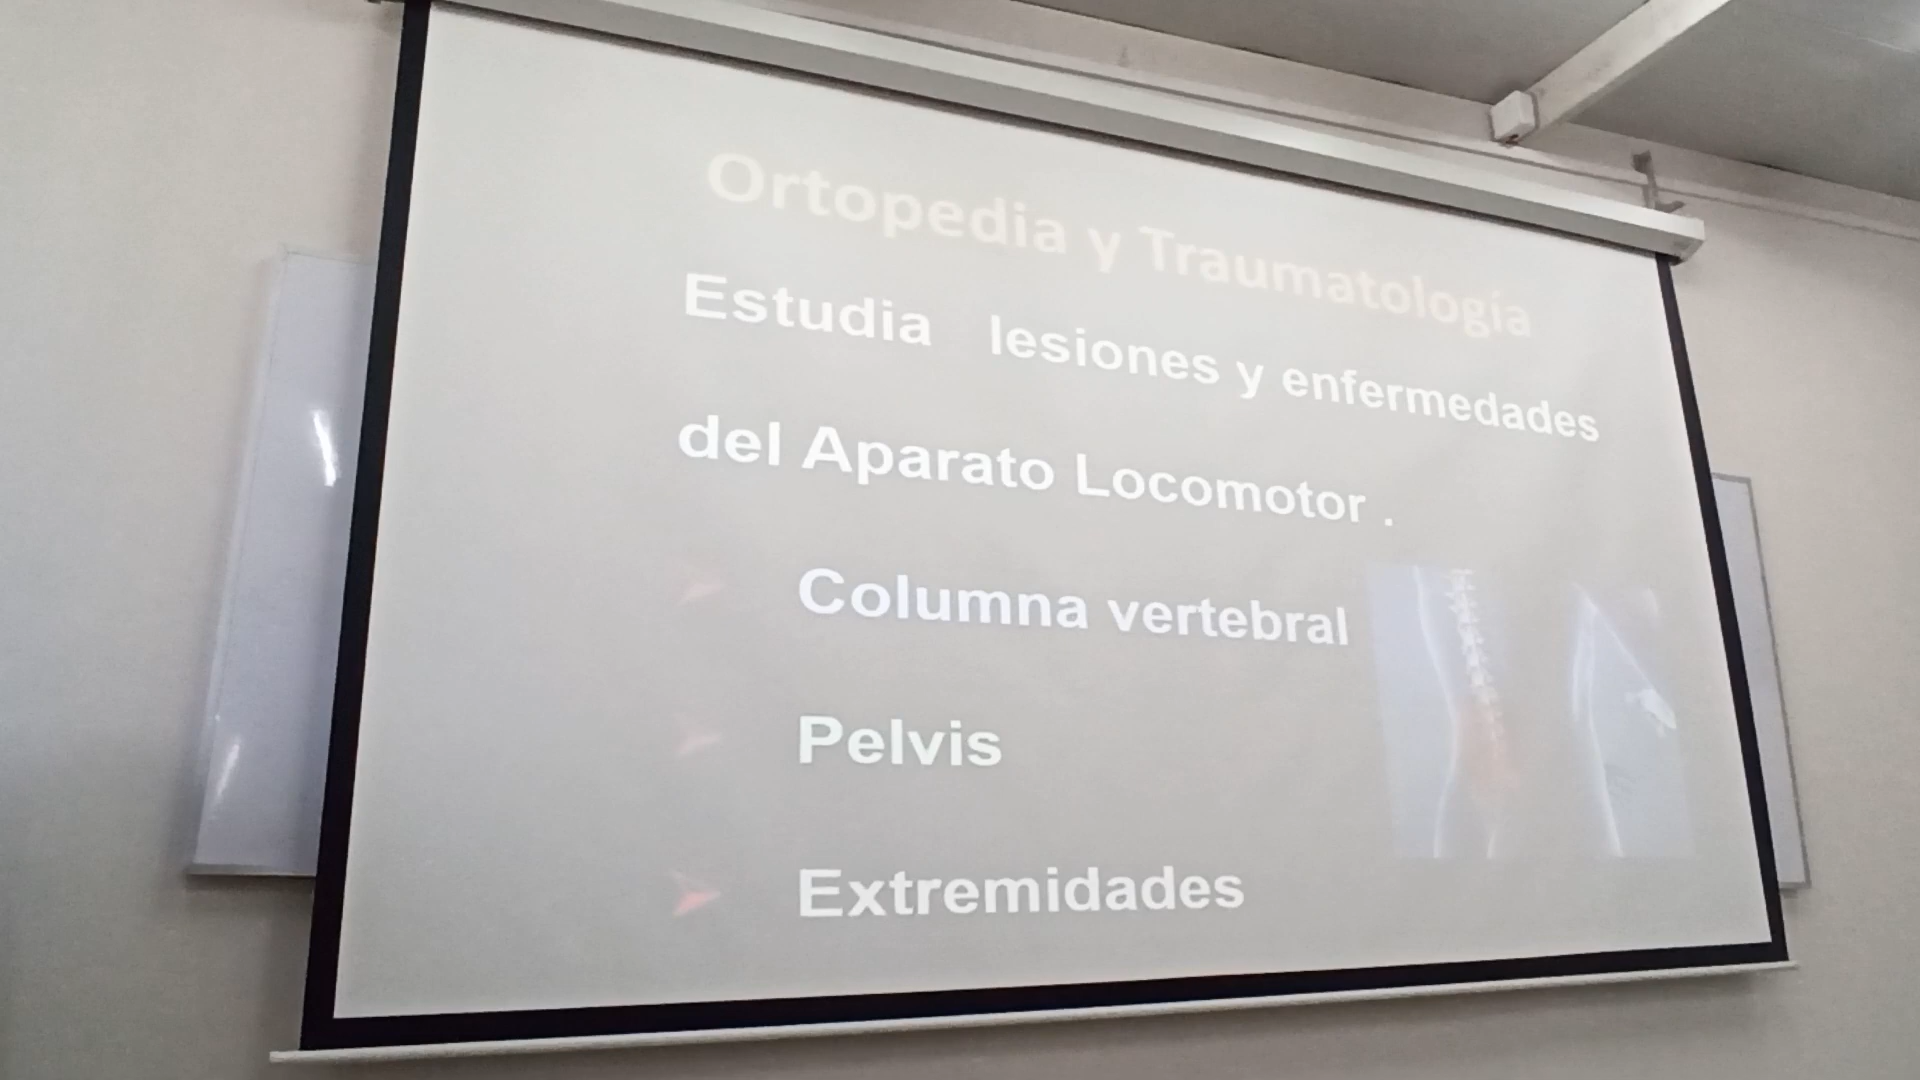 Ortopedia y Traumatología
Estudia lesiones y enfermedades
del Aparato Locomotor .
Columna vertebral
Pelvis
Extremidades